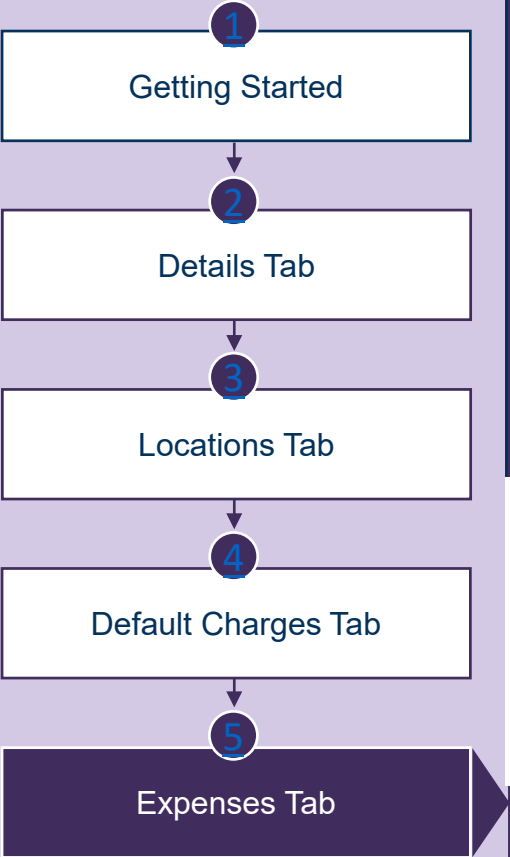 1
Getting Started
2
Details Tab
3
Locations Tab
4
Default Charges Tab
5
Expenses Tab